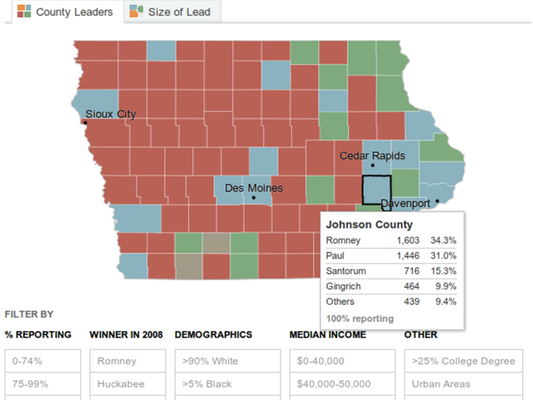 County Leaders Size of Lead
Sioux City
Cedar Rapids
Des Moines
Davenport
Johnson County
Romney 1,603 34.3%
Paul 1,446 31.0%
Santorum 716 15.3%
Gingrich 464 9.9%
Others 439 9.4%
100% reporting
FILTER BY
% REPORTING WINNER IN 2008 DEMOGRAPHICS MEDIAN INCOME OTHER
0-74% Romney >90% White $0-40,000 >25% College Degree
75-99% Huckabee >5% Black $40,000-50,000 Urban Areas